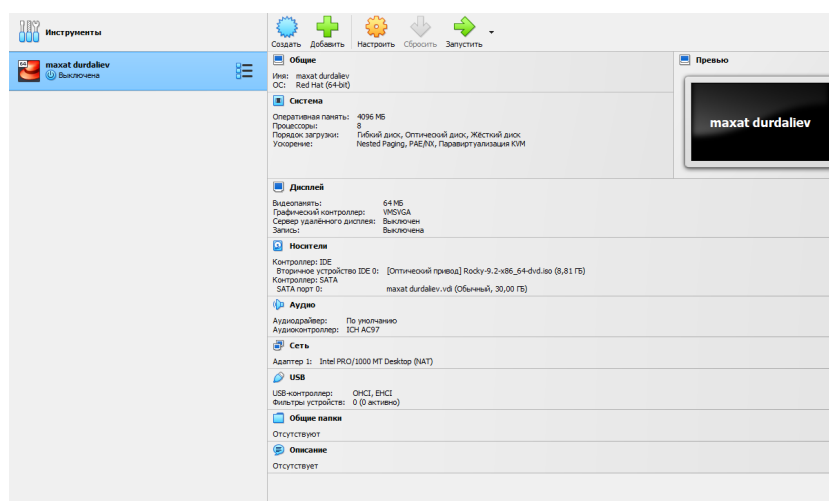 Инструменты
Создать Добавить Настроить Сбросить Запустить
64
maxat durdaliev
Выключена
Общие
Имя: maxat durdaliev
ОС: Red Hat (64-bit)
Превью
maxat durdaliev
Система
Оперативная память: 4096 МБ
Процессоры: 8
Порядок загрузки: Гибкий диск, Оптический диск, Жёсткий диск
Ускорение: Nested Paging, PAE/NX, Паравиртуализация KVM
Дисплей
Видеопамять: 64 МБ
Графический контроллер: VMSVGA
Сервер удалённого дисплея: Выключен
Запись: Выключена
Носители
Контроллер: IDE
Вторичное устройство IDE 0: [Оптический привод] Rocky-9.2-x86_64-dvd.iso (8,81 ГБ)
Контроллер: SATA
SATA порт 0: maxat durdaliev.vdi (Обычный, 30,00 ГБ)
Аудио
Аудиодрайвер: По умолчанию
Аудиоконтроллер: ICH AC97
Сеть
Адаптер 1: Intel PRO/1000 MT Desktop (NAT)
USB
USB-контроллер: OHCI, EHCI
Фильтры устройств: 0 (0 активно)
Общие папки
Отсутствуют
Описание
Отсутствует